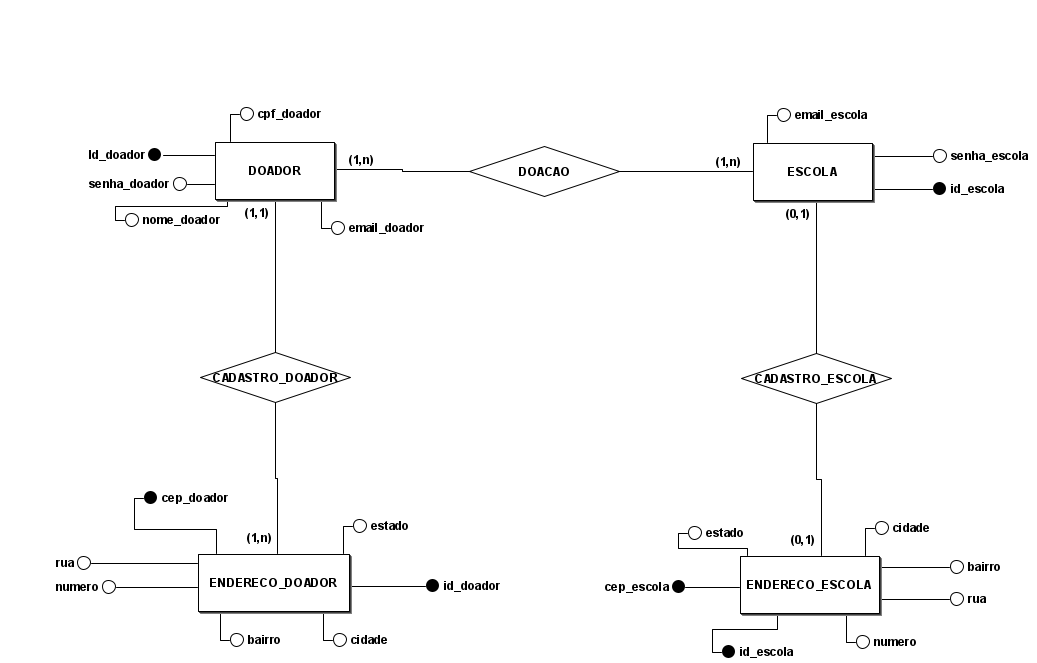 cpf_doador
email_escola
Id_doador
DOADOR
(1,n)
DOACAO
(1,n)
ESCOLA
senha_escola
senha_doador
id_escola
nome_doador
(1,1)
email_doador
(0,1)
CADASTRO_DOADOR
CADASTRO_ESCOLA
cep_doador
estado
(1,n)
estado
(0,1)
cidade
rua
ENDERECO_DOADOR
numero
id_doador
cep_escola
ENDERECO_ESCOLA
bairro
rua
bairro
cidade
id_escola
numero